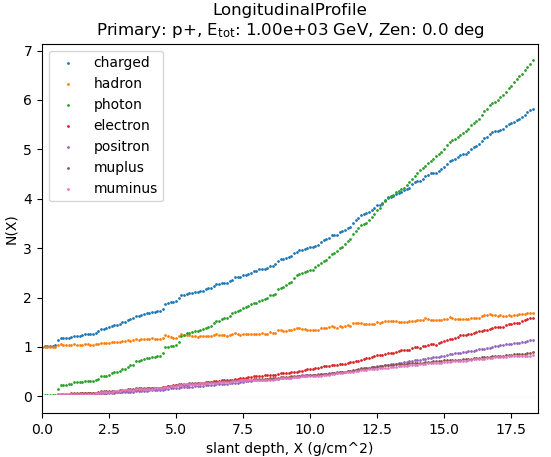 LongitudinalProfile
Primary: p+, E_tot: 1.00e+03 GeV, Zen: 0.0 deg
N(X)
7
6
5
4
3
2
1
0
charged
hadron
photon
electron
positron
muplus
muminus
0.0 2.5 5.0 7.5 10.0 12.5 15.0 17.5
slant depth, X (g/cm^2)